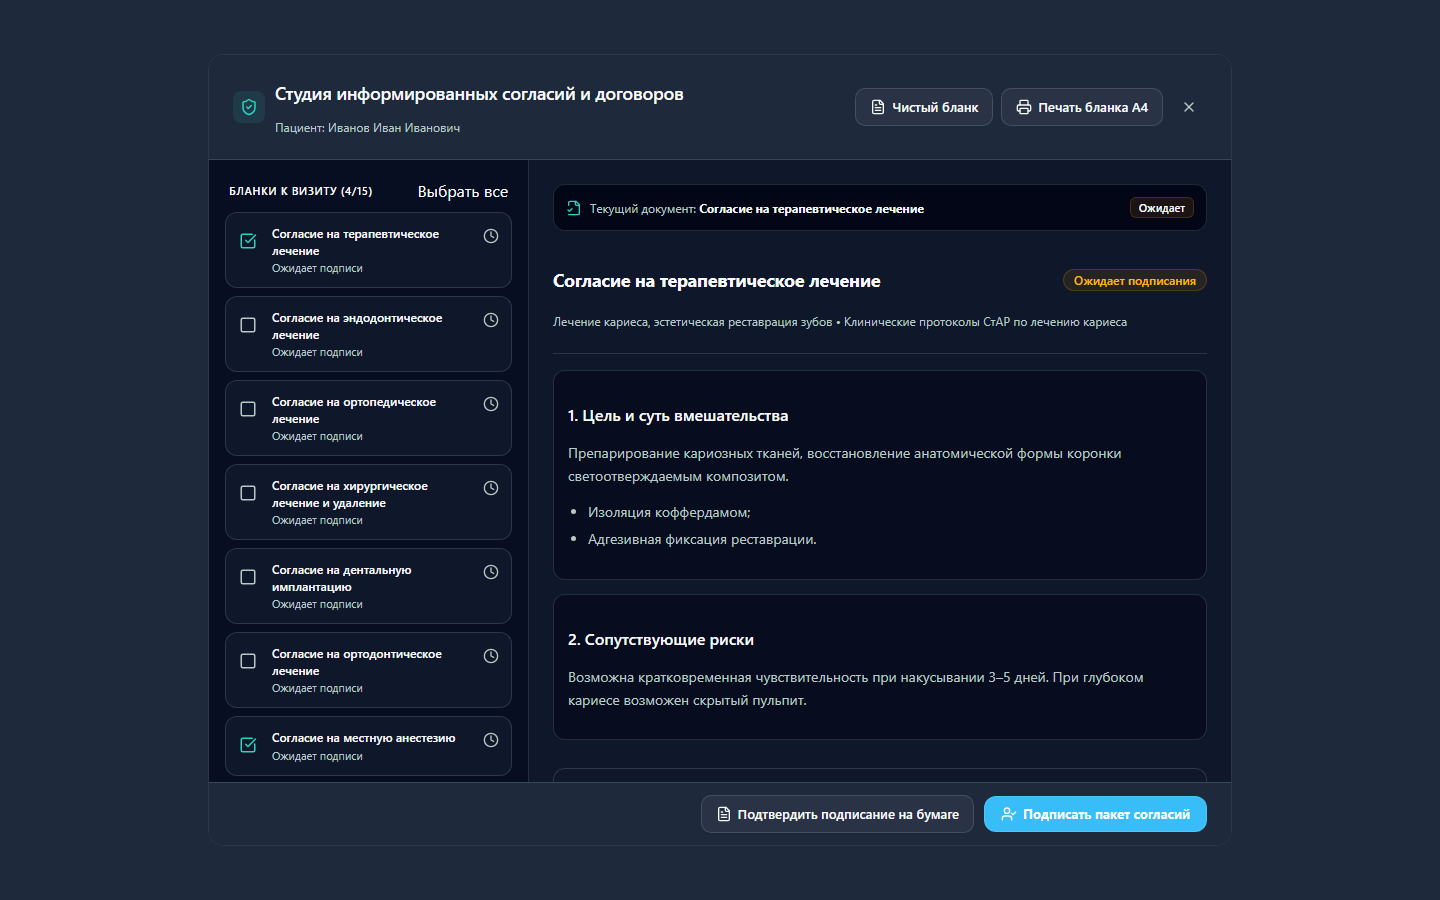 Студия информированных согласий и договоров
Пациент: Иванов Иван Иванович
Чистый бланк
Печать бланка А4
БЛАНКИ К ВИЗИТУ (4/15)
Выбрать все
Согласие на терапевтическое
лечение
Ожидает подписи
Согласие на эндодонтическое
лечение
Ожидает подписи
Согласие на ортопедическое
лечение
Ожидает подписи
Согласие на хирургическое
лечение и удаление
Ожидает подписи
Согласие на дентальную
имплантацию
Ожидает подписи
Согласие на ортодонтическое
лечение
Ожидает подписи
Согласие на местную анестезию
Ожидает подписи
Текущий документ: Согласие на терапевтическое лечение
Ожидает
Согласие на терапевтическое лечение
Ожидает подписания
Лечение кариеса, эстетическая реставрация зубов • Клинические протоколы СтАР по лечению кариеса
1. Цель и суть вмешательства
Препарирование кариозных тканей, восстановление анатомической формы коронки
светоотверждаемым композитом.
• Изоляция коффердамом;
• Адгезивная фиксация реставрации.
2. Сопутствующие риски
Возможна кратковременная чувствительность при накусывании 3–5 дней. При глубоком
кариесе возможен скрытый пульпит.
Подтвердить подписание на бумаге
Подписать пакет согласий